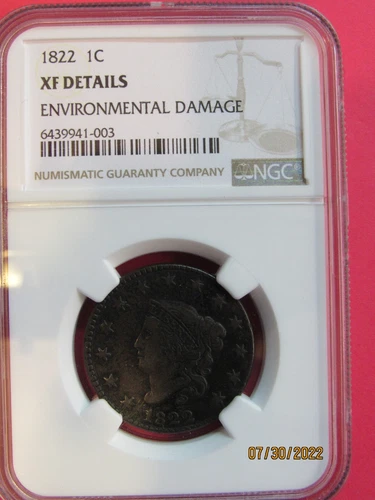 1822 1C
XF DETAILS
ENVIRONMENTAL DAMAGE
6439941-003
NUMISMATIC GUARANTY COMPANY
NGC
1822
07/30/2022